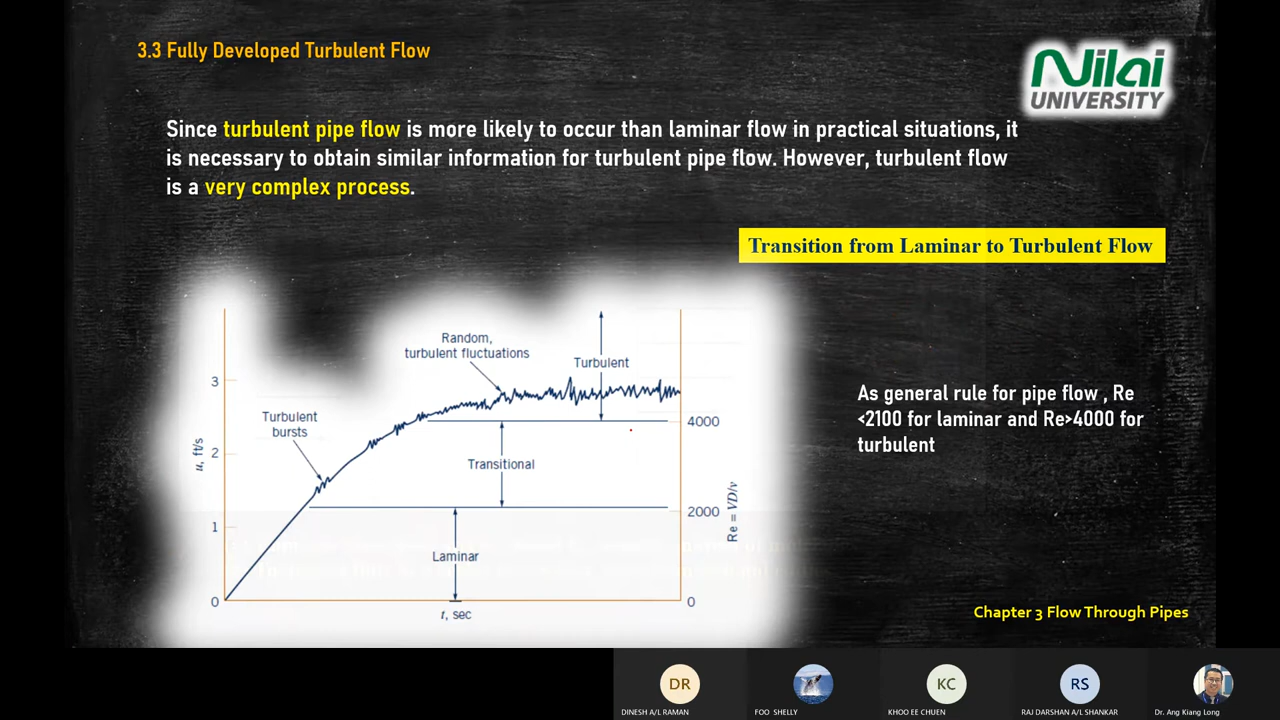 3.3 Fully Developed Turbulent Flow
Nilai
UNIVERSITY
Since turbulent pipe flow is more likely to occur than laminar flow in practical situations, it
is necessary to obtain similar information for turbulent pipe flow. However, turbulent flow
is a very complex process.
Transition from Laminar to Turbulent Flow
Random,
turbulent fluctuations
Turbulent
3
Turbulent
bursts
4000
u, ft/s
2
Transitional
Re = VD/ν
2000
1
Laminar
0
0
t, sec
As general rule for pipe flow , Re
<2100 for laminar and Re>4000 for
turbulent
Chapter 3 Flow Through Pipes
DR
KC
RS
DINESH A/L RAMAN
FOO SHELLY
KHOO EE CHUEN
RAJ DARSHAN A/L SHANKAR
Dr. Ang Kiang Long